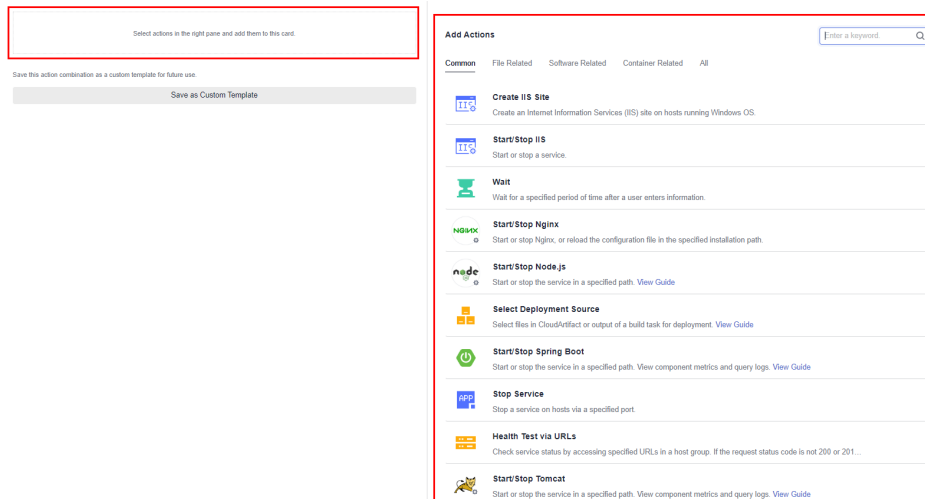 Select actions in the right pane and add them to this card.
Save this action combination as a custom template for future use.
Save as Custom Template
Add Actions
Enter a keyword.
Common File Related Software Related Container Related All
IIS
Create IIS Site
Create an Internet Information Services (IIS) site on hosts running Windows OS.
IIS
Start/Stop IIS
Start or stop a service.
Wait
Wait for a specified period of time after a user enters information.
NGINX
Start/Stop Nginx
Start or stop Nginx, or reload the configuration file in the specified installation path.
node
Start/Stop Node.js
Start or stop the service in a specified path. View Guide
Select Deployment Source
Select files in CloudArtifact or output of a build task for deployment. View Guide
Start/Stop Spring Boot
Start or stop the service in a specified path. View component metrics and query logs. View Guide
APP
Stop Service
Stop a service on hosts via a specified port.
Health Test via URLs
Check service status by accessing specified URLs in a host group. If the request status code is not 200 or 201...
Start/Stop Tomcat
Start or stop the service in a specified path. View component metrics and query logs. View Guide